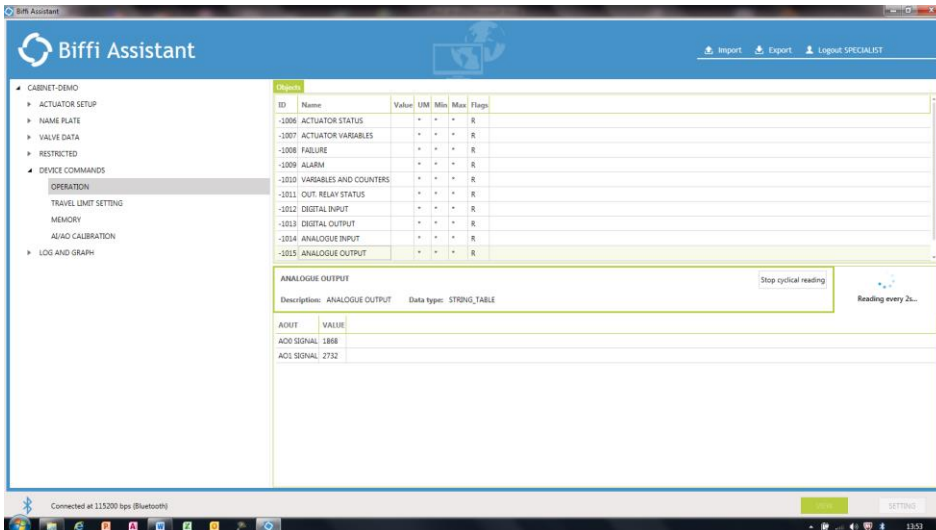 Biffi Assistant
Biffi Assistant
Import Export Logout SPECIALIST
CABINET-DEMO
ACTUATOR SETUP
NAME PLATE
VALVE DATA
RESTRICTED
DEVICE COMMANDS
OPERATION
TRAVEL LIMIT SETTING
MEMORY
AI/AO CALIBRATION
LOG AND GRAPH
Objects
ID Name Value UM Min Max Flags
-1006 ACTUATOR STATUS * * * R
-1007 ACTUATOR VARIABLES * * * R
-1008 FAILURE * * * R
-1009 ALARM * * * R
-1010 VARIABLES AND COUNTERS * * * R
-1011 OUT. RELAY STATUS * * * R
-1012 DIGITAL INPUT * * * R
-1013 DIGITAL OUTPUT * * * R
-1014 ANALOGUE INPUT * * * R
-1015 ANALOGUE OUTPUT * * * R
ANALOGUE OUTPUT Stop cyclical reading
Description: ANALOGUE OUTPUT Data type: STRING_TABLE
Reading every 2s...
AOUT VALUE
AO0 SIGNAL 1868
AO1 SIGNAL 2732
Connected at 115200 bps (Bluetooth)
SETTING
13:53